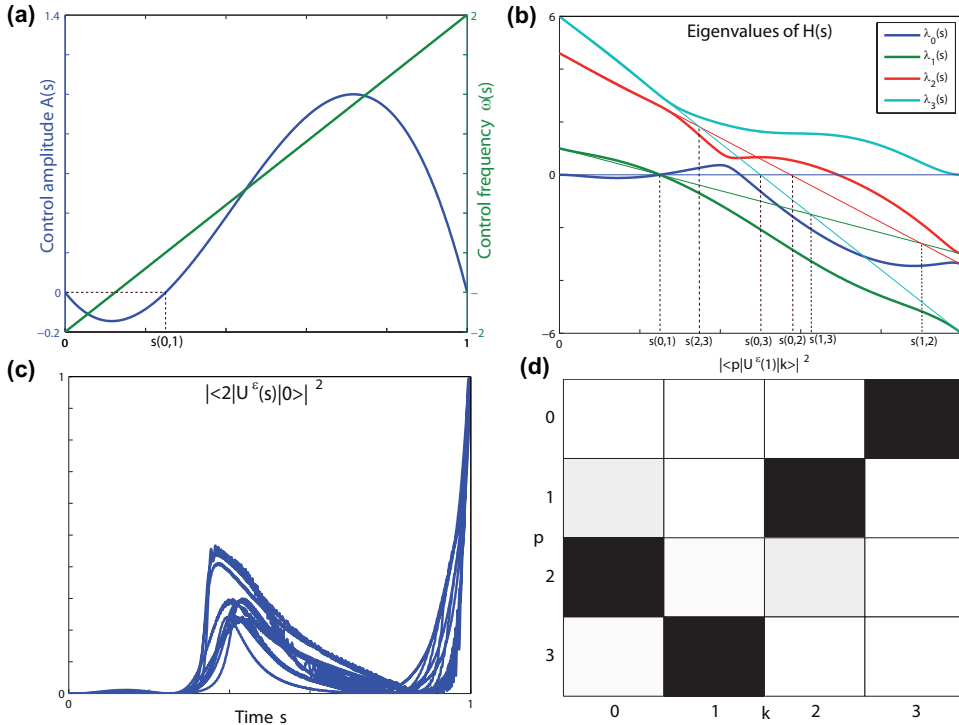 (a)
1.4
0
−0.2
Control amplitude A(s)
0
s(0,1)
1
2
−
−2
Control frequency ω(s)
(b)
Eigenvalues of H(s)
λ₀(s)
λ₁(s)
λ₂(s)
λ₃(s)
6
0
−6
0
s(0,1)
s(2,3)
s(0,3)
s(0,2)
s(1,3)
s(1,2)
(c)
|<2|U^ε(s)|0>|²
1
0
0
Time s
1
(d)
|<p|U^ε(1)|k>|²
0
1
p
2
3
0
1
k
2
3